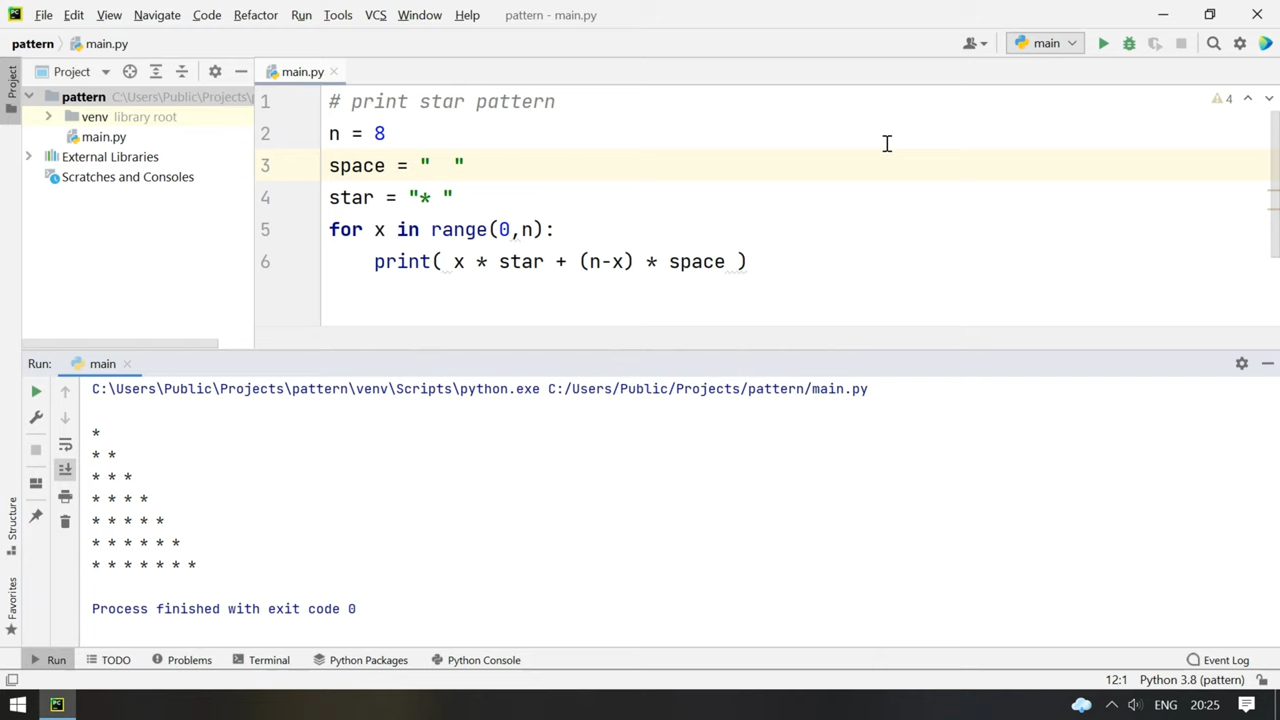 File Edit View Navigate Code Refactor Run Tools VCS Window Help pattern - main.py
pattern main.py main
Project main.py
Project
1 # print star pattern
2 n = 8
3 space = "  "
4 star = "* "
5 for x in range(0,n):
6     print( x * star + (n-x) * space )
pattern C:\Users\Public\Projects\
venv library root
main.py
External Libraries
Scratches and Consoles
4
Run: main
C:\Users\Public\Projects\pattern\venv\Scripts\python.exe C:/Users/Public/Projects/pattern/main.py
*
* *
* * *
* * * *
* * * * *
* * * * * *
* * * * * * *
Process finished with exit code 0
Structure
Favorites
Run TODO Problems Terminal Python Packages Python Console Event Log
12:1 Python 3.8 (pattern)
ENG 20:25